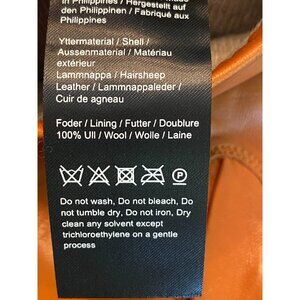 in Philippines / Hergestellt auf
den Philippinen / Fabriqué aux
Philippines
Yttermaterial / Shell /
Aussenmaterial / Matériau
extérieur
Lammnappa / Hairsheep
Leather / Lammnappaleder /
Cuir de agneau
Foder / Lining / Futter / Doublure
100% Ull / Wool / Wolle / Laine
P
Do not wash, Do not bleach, Do
not tumble dry, Do not iron, Dry
clean any solvent except
trichloroethylene on a gentle
process